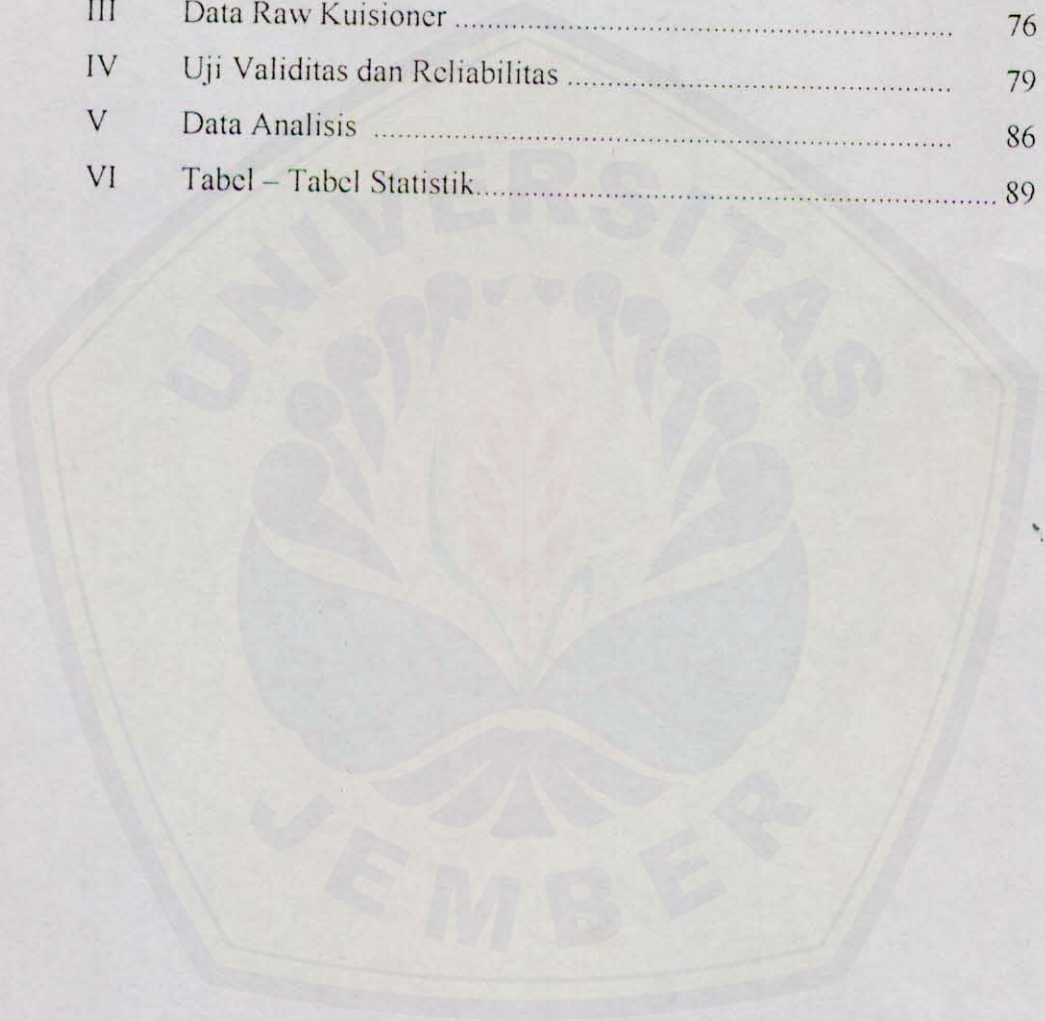 III Data Raw Kuisioner ........................................ 76
IV Uji Validitas dan Reliabilitas ........................................ 79
V Data Analisis ........................................ 86
VI Tabel – Tabel Statistik ........................................ 89
UNIVERSITAS
JEMBER